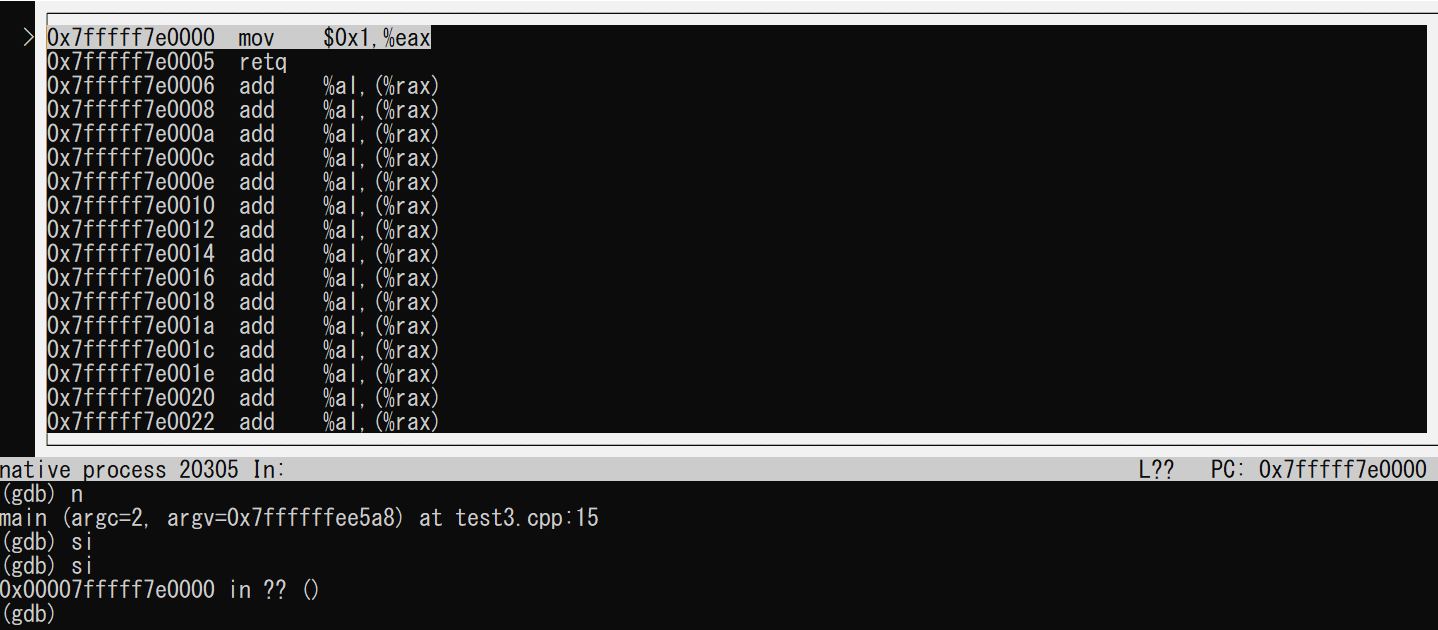 >0x7fffff7e0000  mov    $0x1,%eax
0x7fffff7e0005  retq
0x7fffff7e0006  add    %al,(%rax)
0x7fffff7e0008  add    %al,(%rax)
0x7fffff7e000a  add    %al,(%rax)
0x7fffff7e000c  add    %al,(%rax)
0x7fffff7e000e  add    %al,(%rax)
0x7fffff7e0010  add    %al,(%rax)
0x7fffff7e0012  add    %al,(%rax)
0x7fffff7e0014  add    %al,(%rax)
0x7fffff7e0016  add    %al,(%rax)
0x7fffff7e0018  add    %al,(%rax)
0x7fffff7e001a  add    %al,(%rax)
0x7fffff7e001c  add    %al,(%rax)
0x7fffff7e001e  add    %al,(%rax)
0x7fffff7e0020  add    %al,(%rax)
0x7fffff7e0022  add    %al,(%rax)
native process 20305 In:    L??   PC: 0x7fffff7e0000
(gdb) n
main (argc=2, argv=0x7ffffffee5a8) at test3.cpp:15
(gdb) si
(gdb) si
0x00007fffff7e0000 in ?? ()
(gdb)